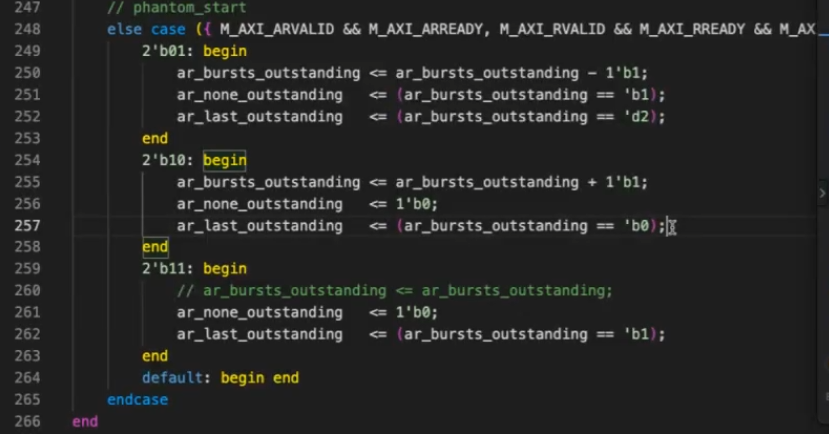 247 // phantom_start
248 else case ({ M_AXI_ARVALID && M_AXI_ARREADY, M_AXI_RVALID && M_AXI_RREADY && M_AX
249 2'b01: begin
250 ar_bursts_outstanding <= ar_bursts_outstanding - 1'b1;
251 ar_none_outstanding <= (ar_bursts_outstanding == 'b1);
252 ar_last_outstanding <= (ar_bursts_outstanding == 'd2);
253 end
254 2'b10: begin
255 ar_bursts_outstanding <= ar_bursts_outstanding + 1'b1;
256 ar_none_outstanding <= 1'b0;
257 ar_last_outstanding <= (ar_bursts_outstanding == 'b0);
258 end
259 2'b11: begin
260 // ar_bursts_outstanding <= ar_bursts_outstanding;
261 ar_none_outstanding <= 1'b0;
262 ar_last_outstanding <= (ar_bursts_outstanding == 'b1);
263 end
264 default: begin end
265 endcase
266 end